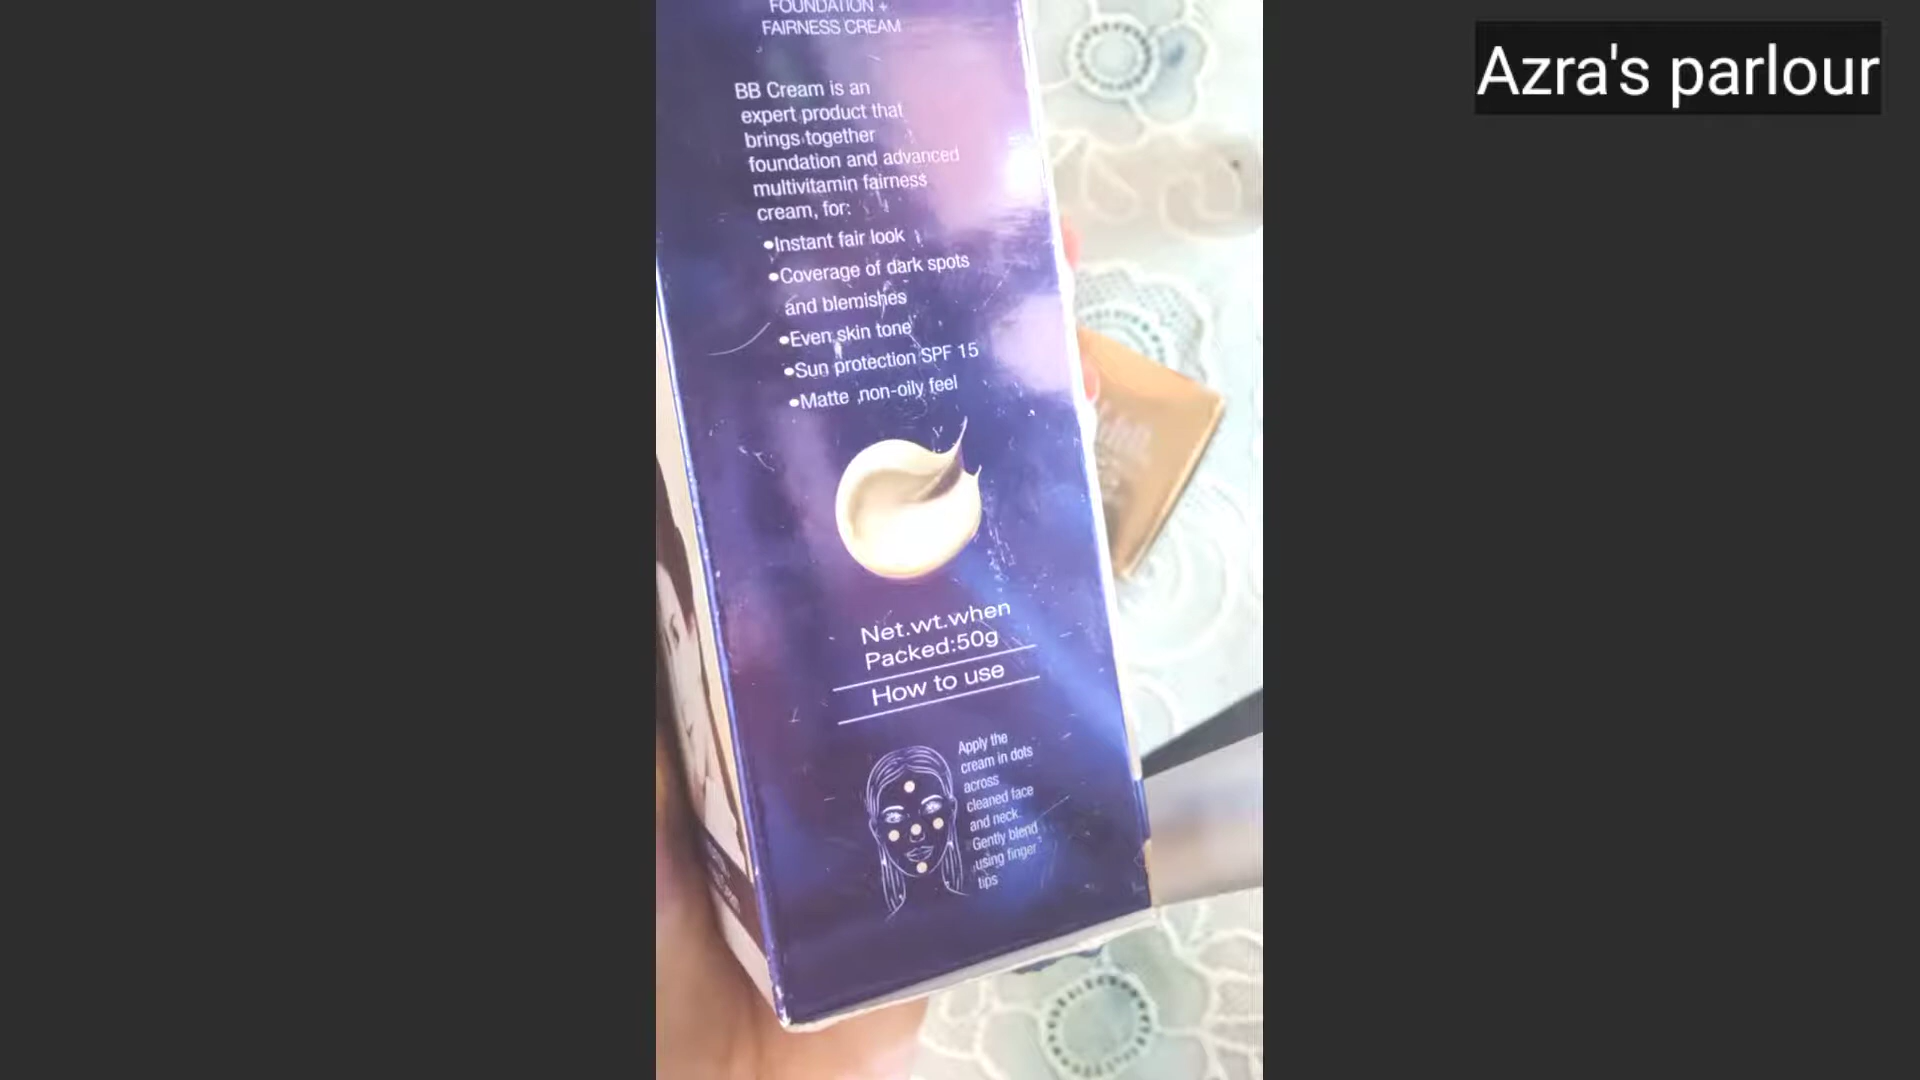 Azra's parlour
FOUNDATION +
FAIRNESS CREAM
BB Cream is an
expert product that
brings together
foundation and advanced
multivitamin fairness
cream, for:
•Instant fair look
•Coverage of dark spots
and blemishes
•Even skin tone
•Sun protection SPF 15
•Matte ,non-oily feel
Net.wt.when
Packed:50g
How to use
Apply the
cream in dots
across
cleaned face
and neck.
Gently blend
using finger
tips